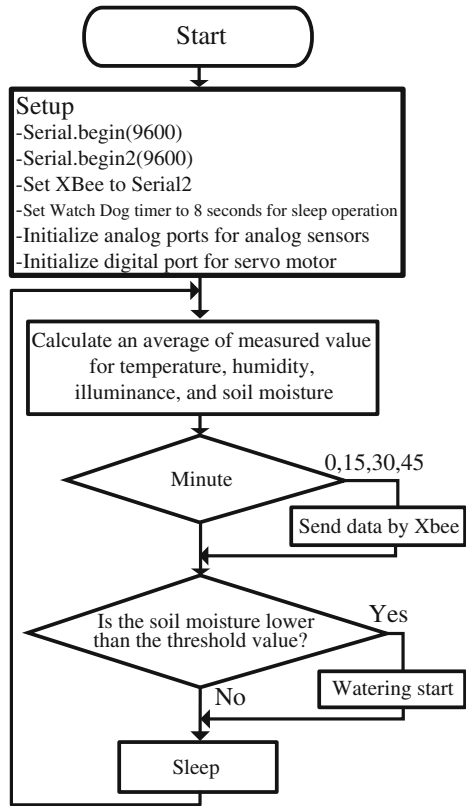 Start
Setup
-Serial.begin(9600)
-Serial.begin2(9600)
-Set XBee to Serial2
-Set Watch Dog timer to 8 seconds for sleep operation
-Initialize analog ports for analog sensors
-Initialize digital port for servo motor
Calculate an average of measured value
for temperature, humidity,
illuminance, and soil moisture
Minute
0,15,30,45
Send data by Xbee
Is the soil moisture lower
than the threshold value?
Yes
Watering start
No
Sleep